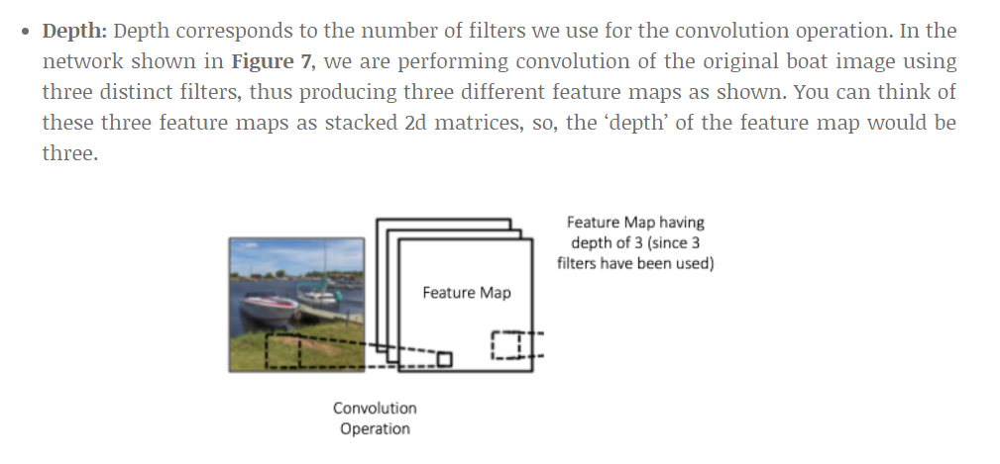 • Depth: Depth corresponds to the number of filters we use for the convolution operation. In the
network shown in Figure 7, we are performing convolution of the original boat image using
three distinct filters, thus producing three different feature maps as shown. You can think of
these three feature maps as stacked 2d matrices, so, the ‘depth’ of the feature map would be
three.
Feature Map having
depth of 3 (since 3
filters have been used)
Feature Map
Convolution
Operation